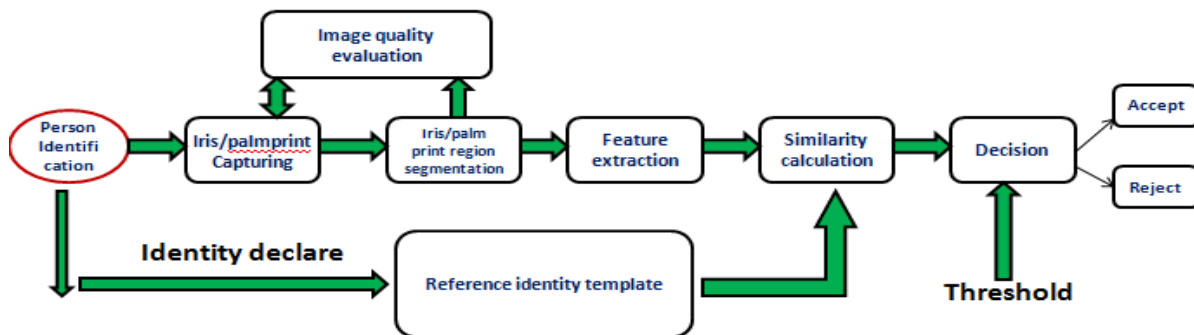 Image quality
evaluation
Person
Identifi
cation
Iris/palmprint
Capturing
Iris/palm
print region
segmentation
Feature
extraction
Similarity
calculation
Decision
Accept
Reject
Identity declare
Reference identity template
Threshold